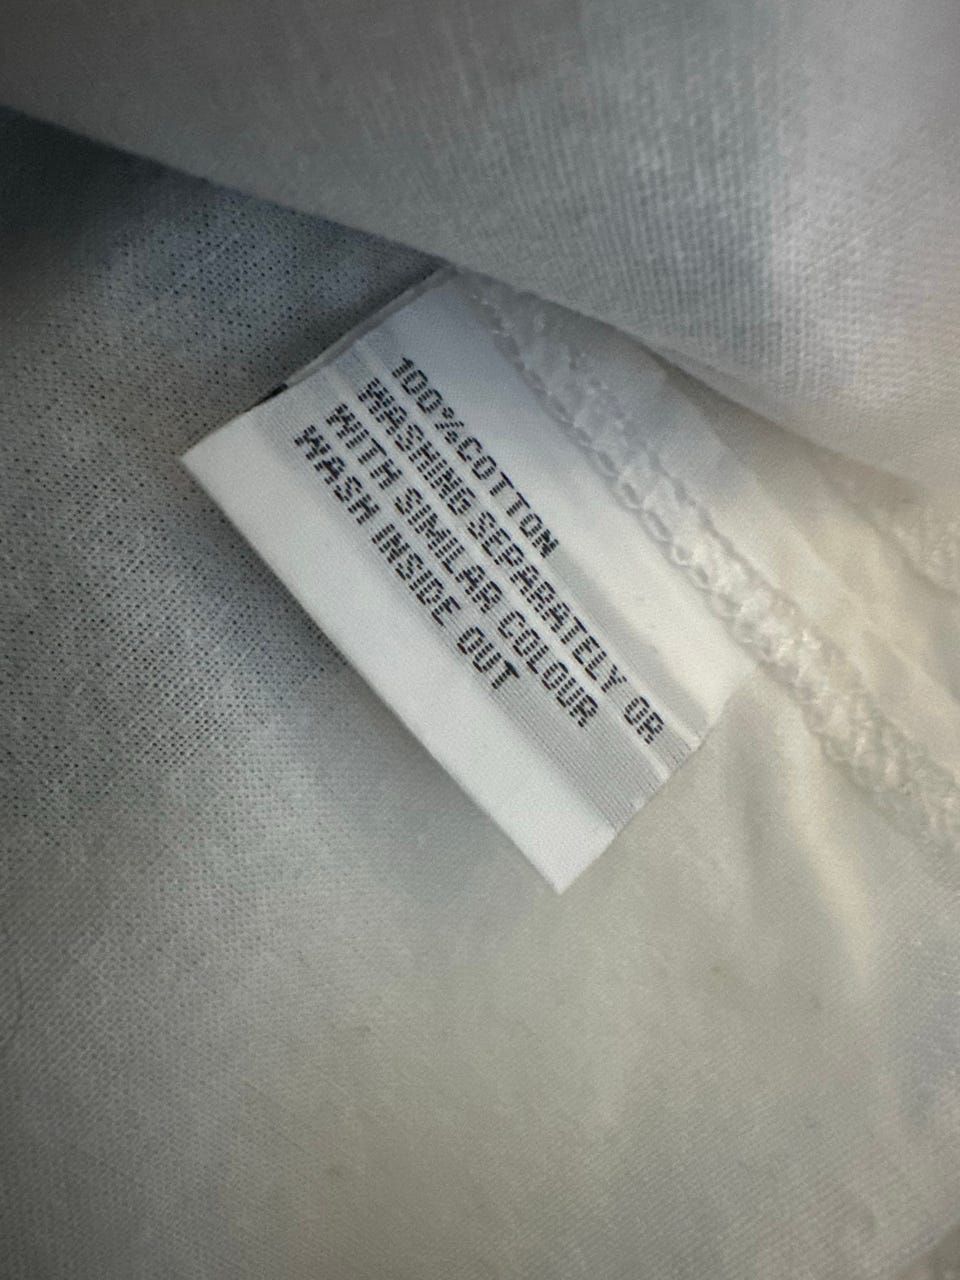 100%COTTON
WASHING SEPARATELY OR
WITH SIMILAR COLOUR
WASH INSIDE OUT